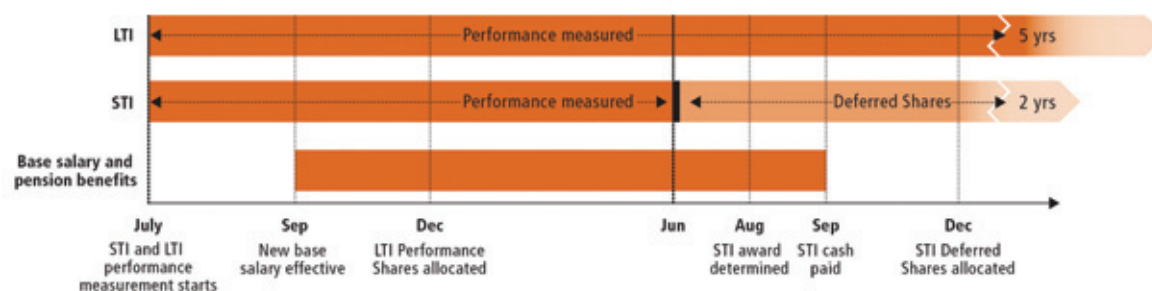 LTI
Performance measured
5 yrs
STI
Performance measured
Deferred Shares
2 yrs
Base salary and
pension benefits
July
STI and LTI
performance
measurement starts
Sep
New base
salary effective
Dec
LTI Performance
Shares allocated
Jun
Aug
STI award
determined
Sep
STI cash
paid
Dec
STI Deferred
Shares allocated